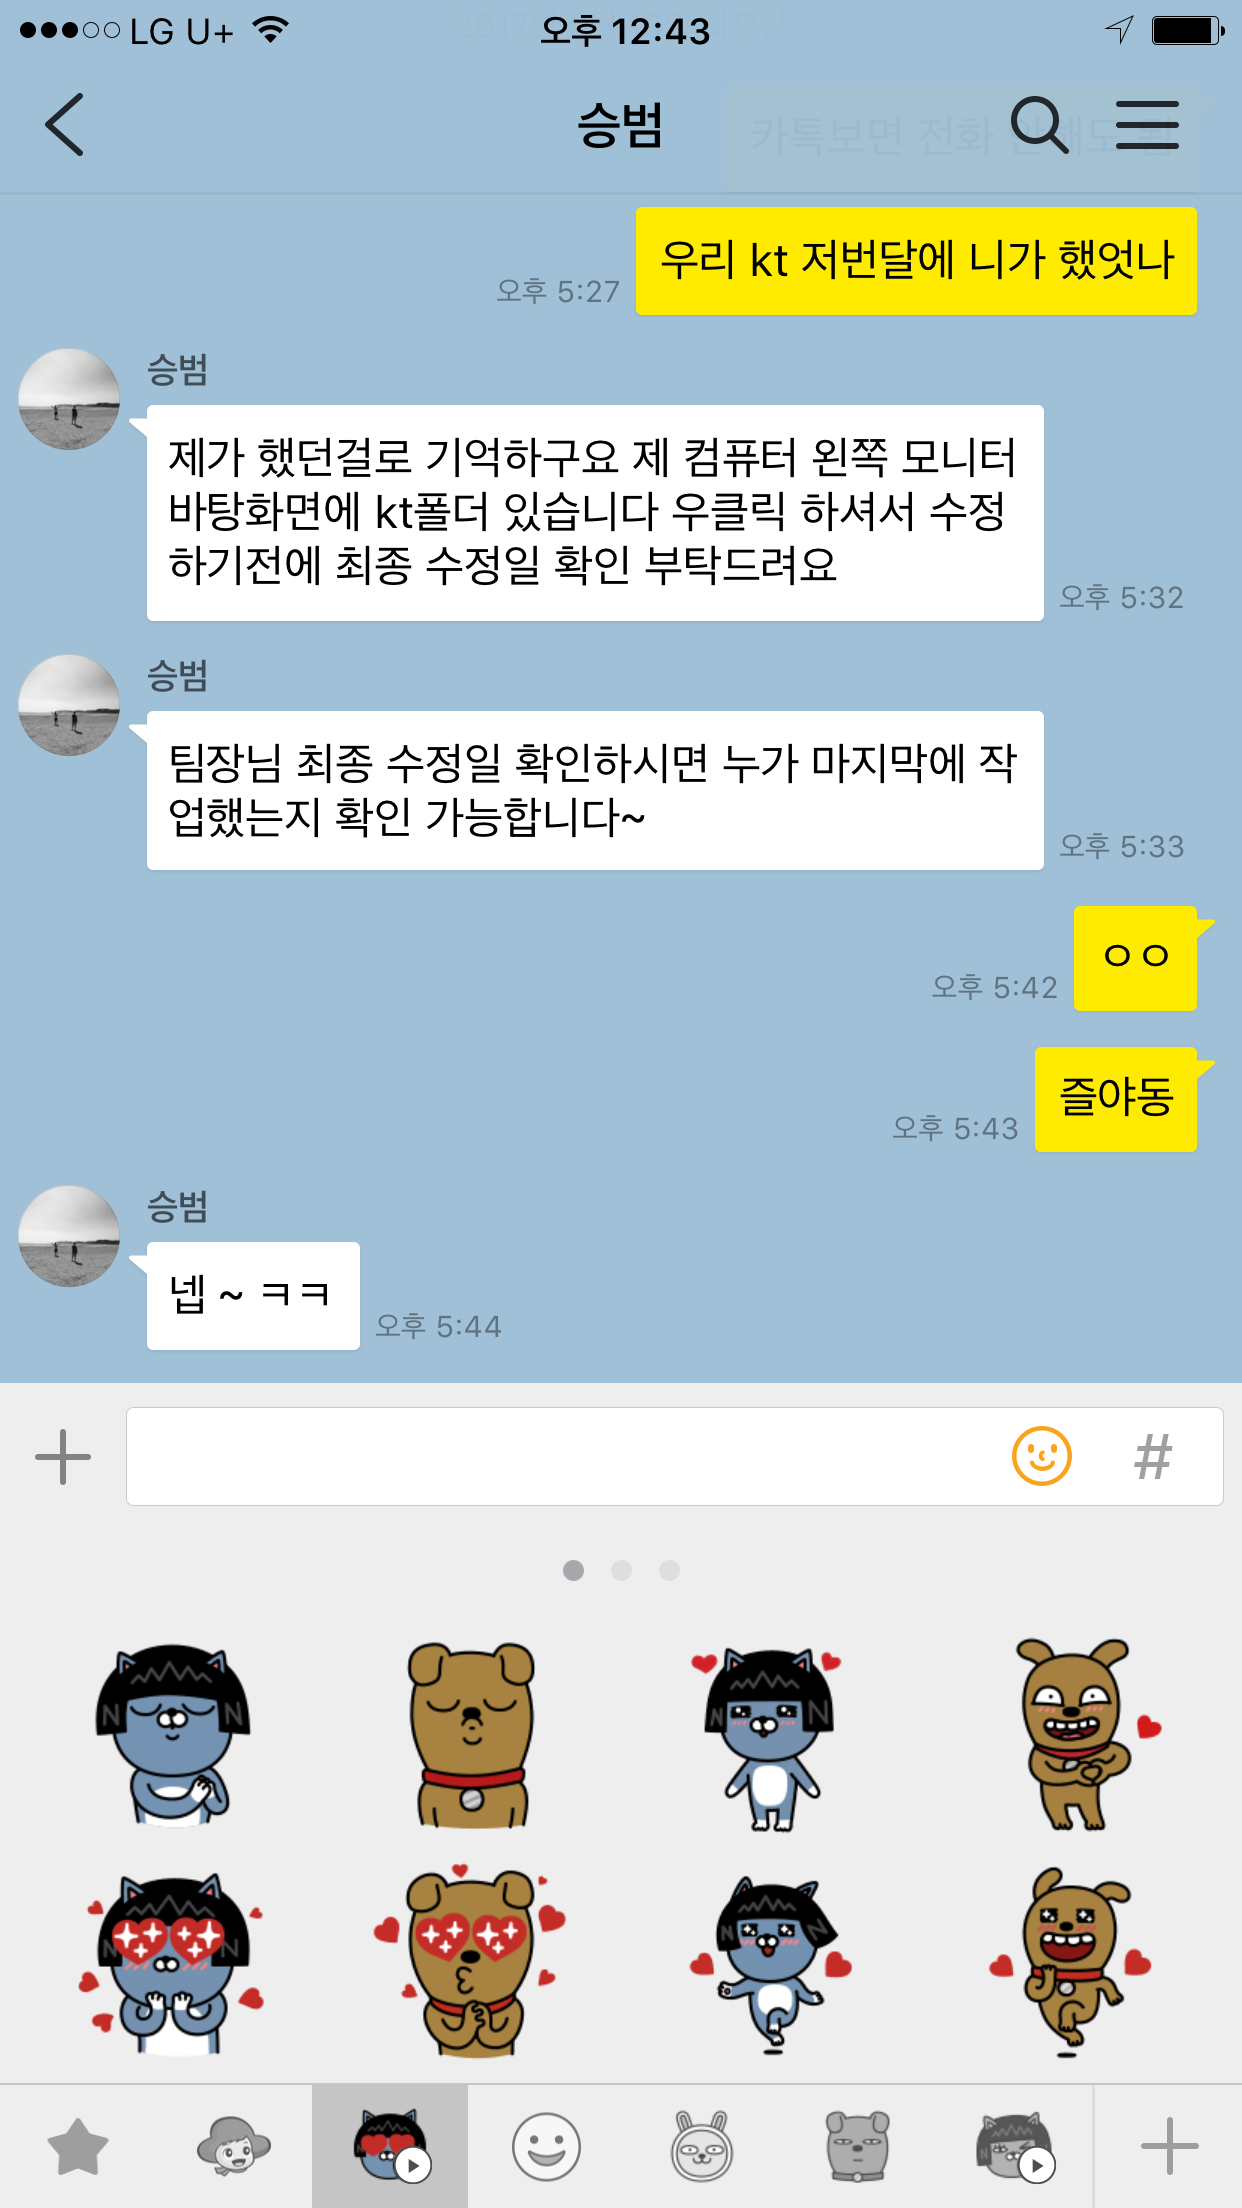 LG U+
오후 12:43
승범
우리 kt 저번달에 니가 했엇나
오후 5:27
승범
제가 했던걸로 기억하구요 제 컴퓨터 왼쪽 모니터
바탕화면에 kt폴더 있습니다 우클릭 하셔서 수정
하기전에 최종 수정일 확인 부탁드려요
오후 5:32
승범
팀장님 최종 수정일 확인하시면 누가 마지막에 작
업했는지 확인 가능합니다~
오후 5:33
ㅇㅇ
오후 5:42
즐야동
오후 5:43
승범
넵 ~ ㅋㅋ
오후 5:44
#